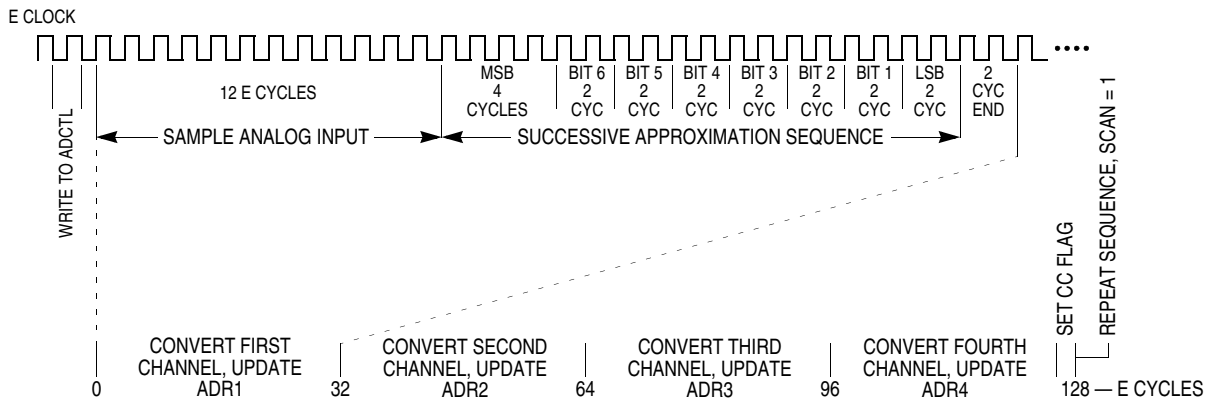 E CLOCK
MSB 4 CYCLES
BIT 6 2 CYC
BIT 5 2 CYC
BIT 4 2 CYC
BIT 3 2 CYC
BIT 2 2 CYC
BIT 1 2 CYC
LSB 2 CYC
2 CYC END
12 E CYCLES
SAMPLE ANALOG INPUT
SUCCESSIVE APPROXIMATION SEQUENCE
WRITE TO ADCTL
SET CC FLAG
REPEAT SEQUENCE, SCAN = 1
CONVERT FIRST
CHANNEL, UPDATE
ADR1
CONVERT SECOND
CHANNEL, UPDATE
ADR2
CONVERT THIRD
CHANNEL, UPDATE
ADR3
CONVERT FOURTH
CHANNEL, UPDATE
ADR4
0
32
64
96
128 — E CYCLES